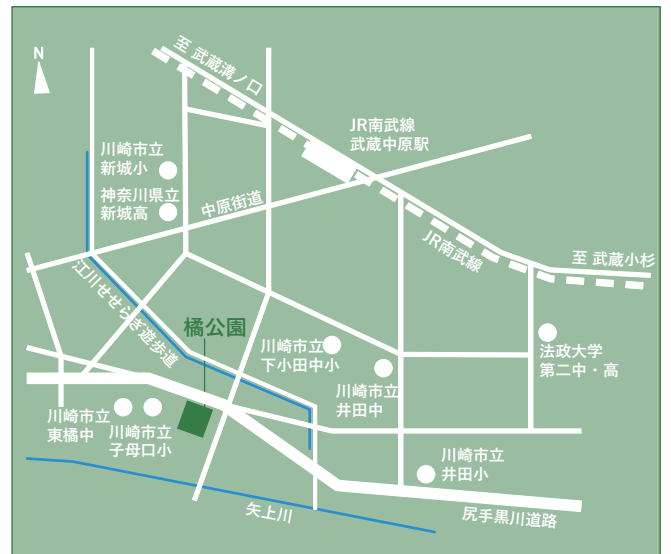 至 武蔵溝ノ口
N
JR南武線
武蔵中原駅
川崎市立
新城小
神奈川県立
新城高
中原街道
JR南武線
至 武蔵小杉
江川せせらぎ遊歩道
橘公園
川崎市立
下小田中小
法政大学
第二中・高
川崎市立
井田中
川崎市立
東橘中
川崎市立
子母口小
川崎市立
井田小
矢上川
尻手黒川道路